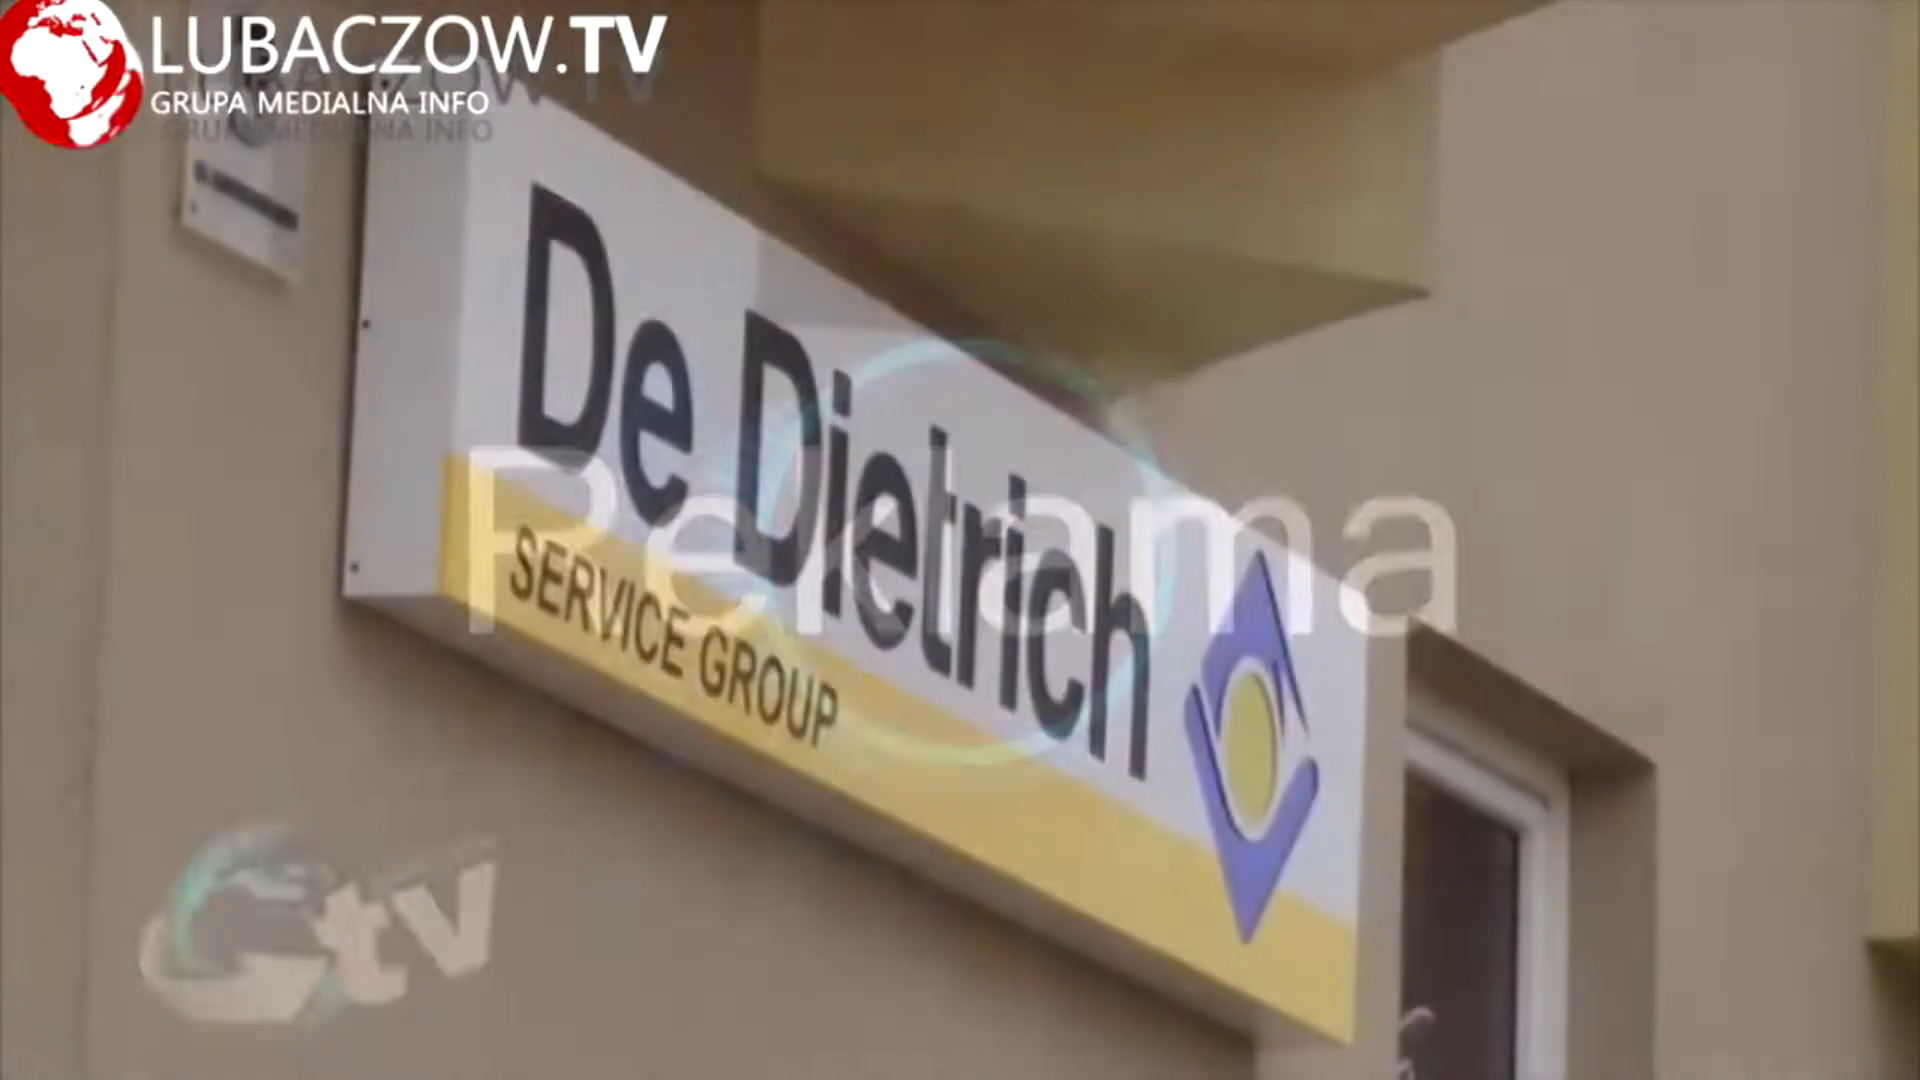 LUBACZOW.TV
GRUPA MEDIALNA INFO
De Dietrich
Reklama
SERVICE GROUP
tv